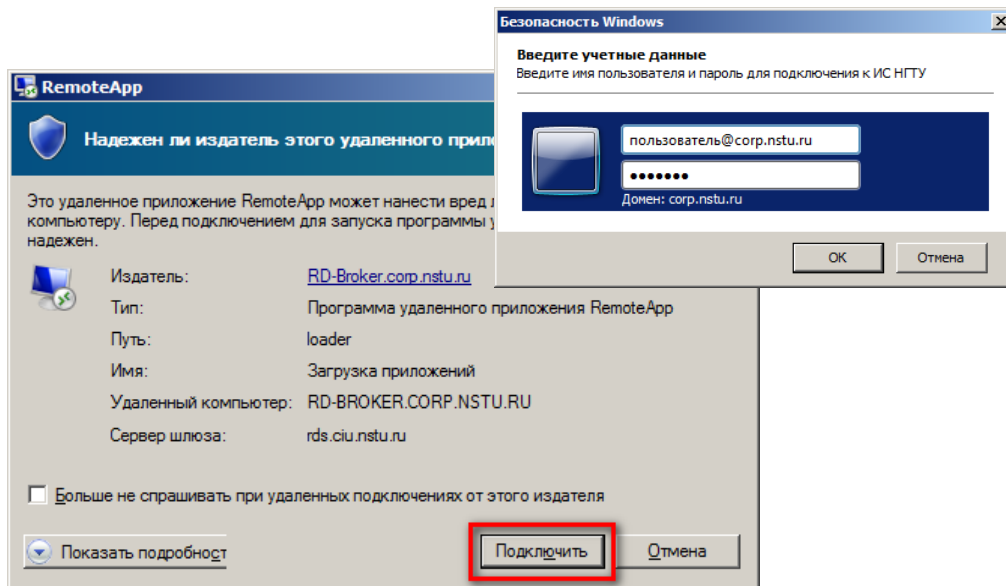 Безопасность Windows
Введите учетные данные
Введите имя пользователя и пароль для подключения к ИС НГТУ
пользователь@corp.nstu.ru
•••••••
Домен: corp.nstu.ru
ОК
Отмена
RemoteApp
Надежен ли издатель этого удаленного
Это удаленное приложение RemoteApp может нанести вред
компьютеру. Перед подключением для запуска программы
надежен.
Издатель: RD-Broker.corp.nstu.ru
Тип: Программа удаленного приложения RemoteApp
Путь: loader
Имя: Загрузка приложений
Удаленный компьютер: RD-BROKER.CORP.NSTU.RU
Сервер шлюза: rds.ciu.nstu.ru
Больше не спрашивать при удаленных подключениях от этого издателя
Показать подробност
Подключить
Отмена